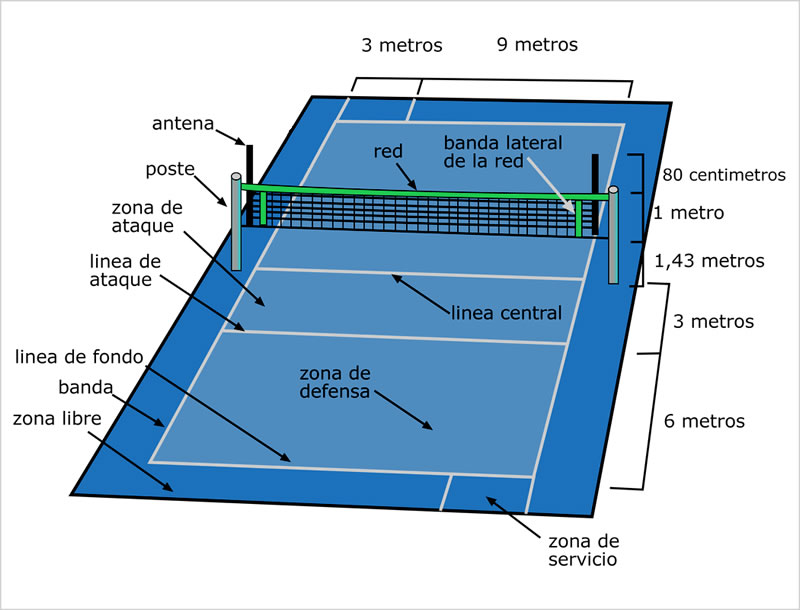 3 metros
9 metros
antena
poste
red
banda lateral
de la red
80 centimetros
1 metro
zona de
ataque
linea de
ataque
1,43 metros
linea central
3 metros
linea de fondo
banda
zona libre
zona de
defensa
6 metros
zona de
servicio